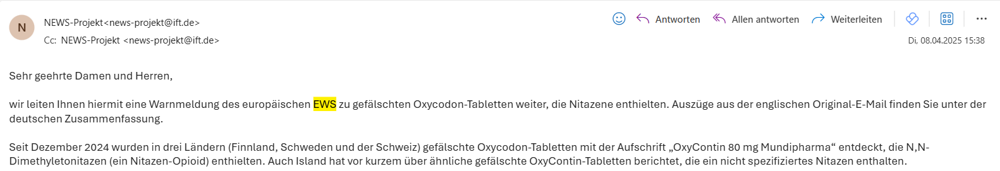 NEWS-Projekt<news-projekt@ift.de>
Antworten Allen antworten Weiterleiten
N
Cc: NEWS-Projekt <news-projekt@ift.de>
Di, 08.04.2025 15:38
Sehr geehrte Damen und Herren,
wir leiten Ihnen hiermit eine Warnmeldung des europäischen EWS zu gefälschten Oxycodon-Tabletten weiter, die Nitazene enthielten. Auszüge aus der englischen Original-E-Mail finden Sie unter der
deutschen Zusammenfassung.
Seit Dezember 2024 wurden in drei Ländern (Finnland, Schweden und der Schweiz) gefälschte Oxycodon-Tabletten mit der Aufschrift „OxyContin 80 mg Mundipharma“ entdeckt, die N,N-
Dimethyletonitazen (ein Nitazen-Opioid) enthielten. Auch Island hat vor kurzem über ähnliche gefälschte OxyContin-Tabletten berichtet, die ein nicht spezifiziertes Nitazen enthalten.